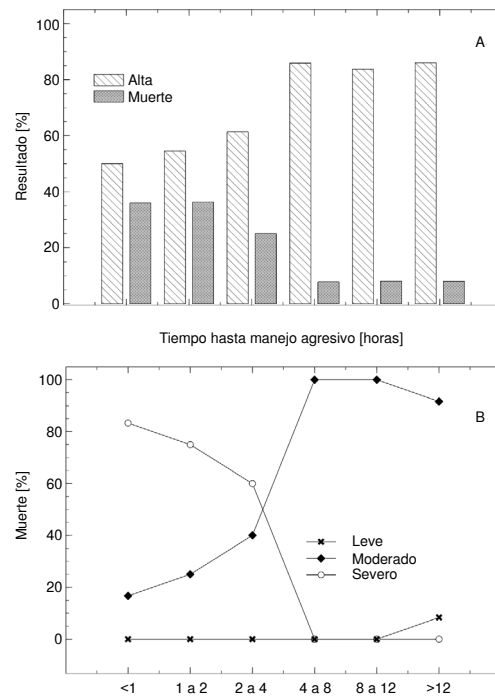 100
A
80
Alta
Muerte
60
Resultado [%]
40
20
0
Tiempo hasta manejo agresivo [horas]
100
B
80
60
Muerte [%]
40
Leve
Moderado
Severo
20
0
<1 1 a 2 2 a 4 4 a 8 8 a 12 >12